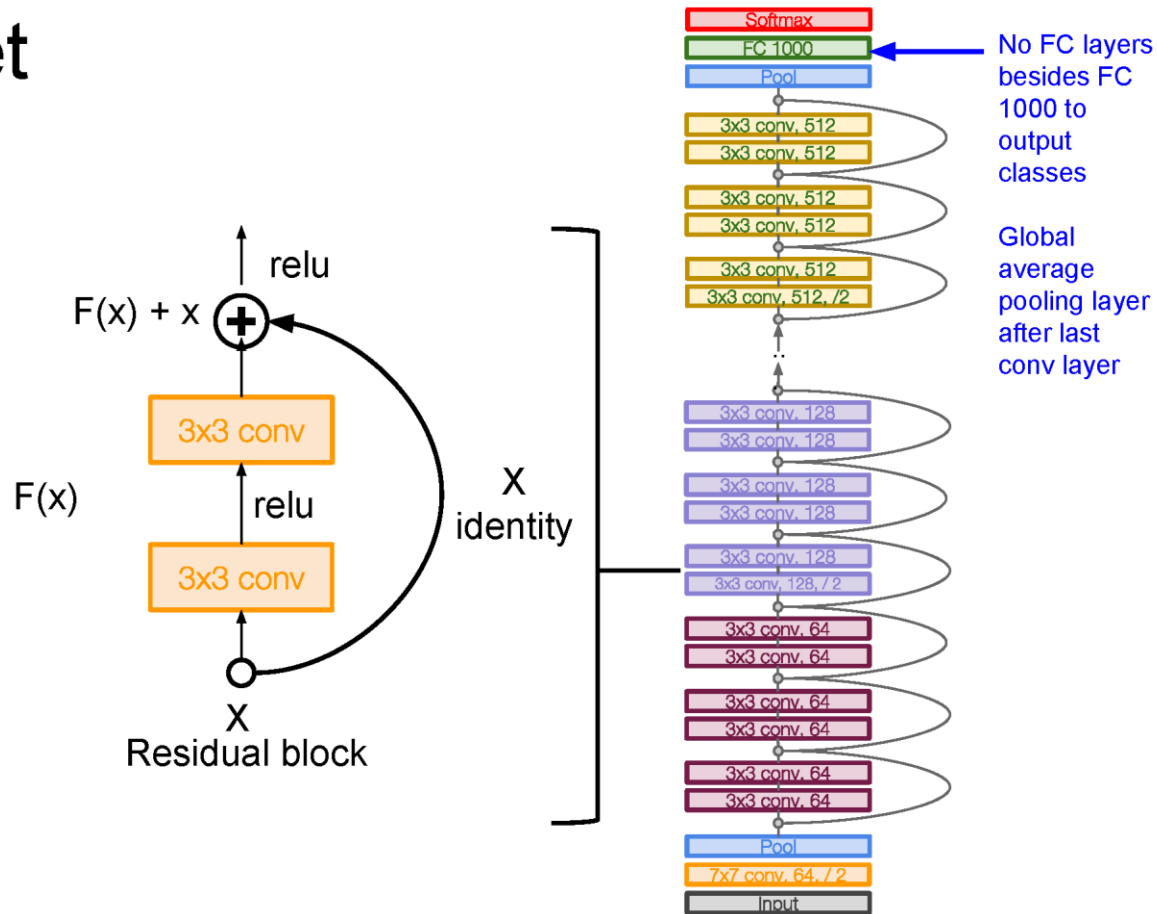 et
relu
F(x) + x
3x3 conv
F(x)
relu
X
identity
3x3 conv
X
Residual block
Softmax
FC 1000
Pool
3x3 conv, 512
3x3 conv, 512
3x3 conv, 512
3x3 conv, 512
3x3 conv, 512
3x3 conv, 512, /2
..
3x3 conv, 128
3x3 conv, 128
3x3 conv, 128
3x3 conv, 128
3x3 conv, 128
3x3 conv, 128, / 2
3x3 conv, 64
3x3 conv, 64
3x3 conv, 64
3x3 conv, 64
3x3 conv, 64
3x3 conv, 64
Pool
7x7 conv, 64, / 2
Input
No FC layers
besides FC
1000 to
output
classes
Global
average
pooling layer
after last
conv layer